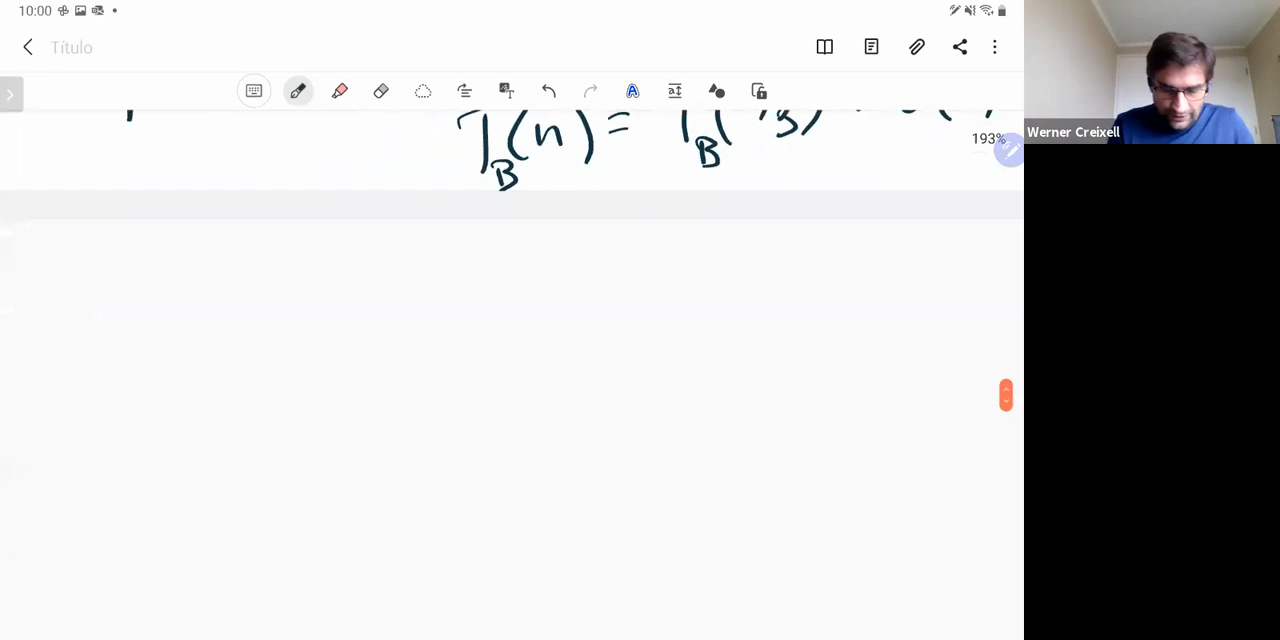 10:00
Título
T_B(n) = T_B(
193%
Werner Creixell